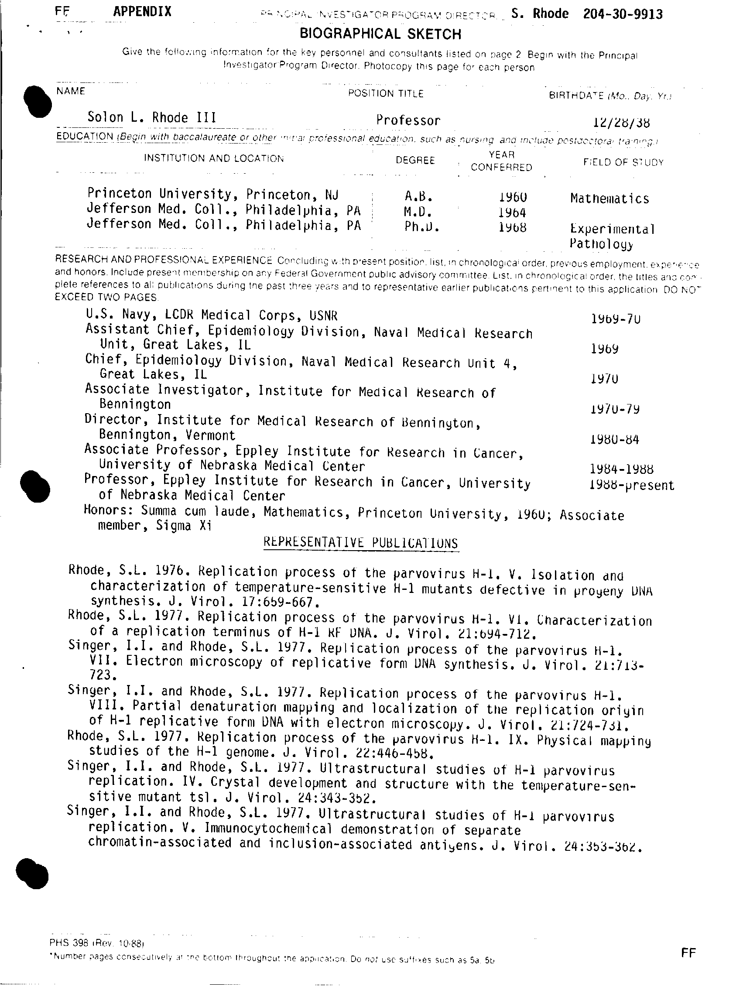 FF APPENDIX PRINCIPAL INVESTIGATOR PROGRAM DIRECTOR: S. Rhode 204-30-9913
BIOGRAPHICAL SKETCH
Give the following information for the key personnel and consultants listed on page 2. Begin with the Principal
Investigator Program Director. Photocopy this page for each person
NAME POSITION TITLE BIRTHDATE (Mo., Day, Yr.)
Solon L. Rhode III Professor 12/28/38
EDUCATION (Begin with baccalaureate or other initial professional education, such as nursing, and include postdoctoral training.)
INSTITUTION AND LOCATION DEGREE YEAR CONFERRED FIELD OF STUDY
Princeton University, Princeton, NJ A.B. 1960 Mathematics
Jefferson Med. Coll., Philadelphia, PA M.D. 1964
Jefferson Med. Coll., Philadelphia, PA Ph.D. 1968 Experimental
Pathology
RESEARCH AND PROFESSIONAL EXPERIENCE Concluding with present position, list, in chronological order, previous employment, experience
and honors. Include present membership on any Federal Government public advisory committee. List, in chronological order, the titles and com-
plete references to all publications during the past three years and to representative earlier publications pertinent to this application DO NOT
EXCEED TWO PAGES
U.S. Navy, LCDR Medical Corps, USNR 1969-70
Assistant Chief, Epidemiology Division, Naval Medical Research
Unit, Great Lakes, IL 1969
Chief, Epidemiology Division, Naval Medical Research Unit 4,
Great Lakes, IL 1970
Associate Investigator, Institute for Medical Research of
Bennington 1970-79
Director, Institute for Medical Research of Bennington,
Bennington, Vermont 1980-84
Associate Professor, Eppley Institute for Research in Cancer,
University of Nebraska Medical Center 1984-1988
Professor, Eppley Institute for Research in Cancer, University 1988-present
of Nebraska Medical Center
Honors: Summa cum laude, Mathematics, Princeton University, 1960; Associate
member, Sigma Xi
REPRESENTATIVE PUBLICATIONS
Rhode, S.L. 1976. Replication process of the parvovirus H-1. V. Isolation and
characterization of temperature-sensitive H-1 mutants defective in progeny DNA
synthesis. J. Virol. 17:659-667.
Rhode, S.L. 1977. Replication process of the parvovirus H-1. VI. Characterization
of a replication terminus of H-1 RF DNA. J. Virol. 21:694-712.
Singer, I.I. and Rhode, S.L. 1977. Replication process of the parvovirus H-1.
VII. Electron microscopy of replicative form DNA synthesis. J. Virol. 21:713-
723.
Singer, I.I. and Rhode, S.L. 1977. Replication process of the parvovirus H-1.
VIII. Partial denaturation mapping and localization of the replication origin
of H-1 replicative form DNA with electron microscopy. J. Virol. 21:724-731.
Rhode, S.L. 1977. Replication process of the parvovirus H-1. IX. Physical mapping
studies of the H-1 genome. J. Virol. 22:446-458.
Singer, I.I. and Rhode, S.L. 1977. Ultrastructural studies of H-1 parvovirus
replication. IV. Crystal development and structure with the temperature-sen-
sitive mutant ts1. J. Virol. 24:343-352.
Singer, I.I. and Rhode, S.L. 1977. Ultrastructural studies of H-1 parvovirus
replication. V. Immunocytochemical demonstration of separate
chromatin-associated and inclusion-associated antigens. J. Virol. 24:353-362.
PHS 398 (Rev. 10-88)
*Number pages consecutively at the bottom throughout the application. Do not use suffixes such as 5a, 5b FF